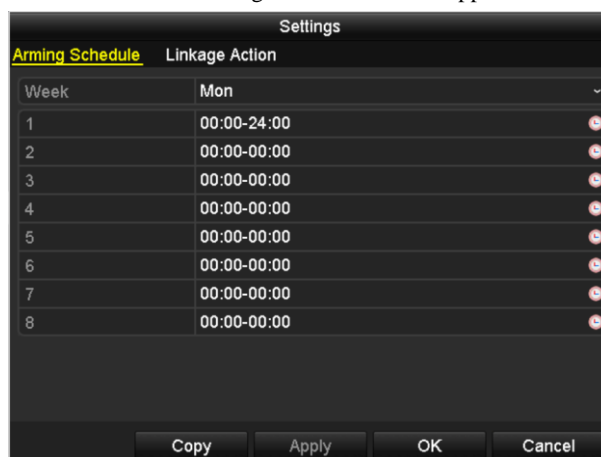 Settings
Arming Schedule Linkage Action
Week Mon
1 00:00-24:00
2 00:00-00:00
3 00:00-00:00
4 00:00-00:00
5 00:00-00:00
6 00:00-00:00
7 00:00-00:00
8 00:00-00:00
Copy Apply OK Cancel